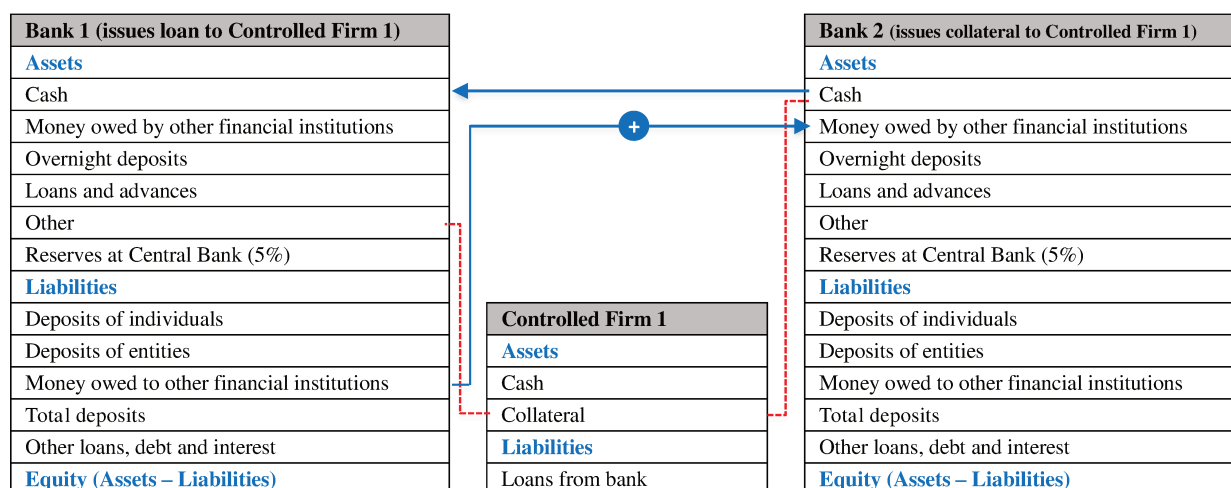 Bank 1 (issues loan to Controlled Firm 1)
Assets
Cash
Money owed by other financial institutions
Overnight deposits
Loans and advances
Other
Reserves at Central Bank (5%)
Liabilities
Deposits of individuals
Deposits of entities
Money owed to other financial institutions
Total deposits
Other loans, debt and interest
Equity (Assets – Liabilities)
+
Controlled Firm 1
Assets
Cash
Collateral
Liabilities
Loans from bank
Bank 2 (issues collateral to Controlled Firm 1)
Assets
Cash
Money owed by other financial institutions
Overnight deposits
Loans and advances
Other
Reserves at Central Bank (5%)
Liabilities
Deposits of individuals
Deposits of entities
Money owed to other financial institutions
Total deposits
Other loans, debt and interest
Equity (Assets – Liabilities)